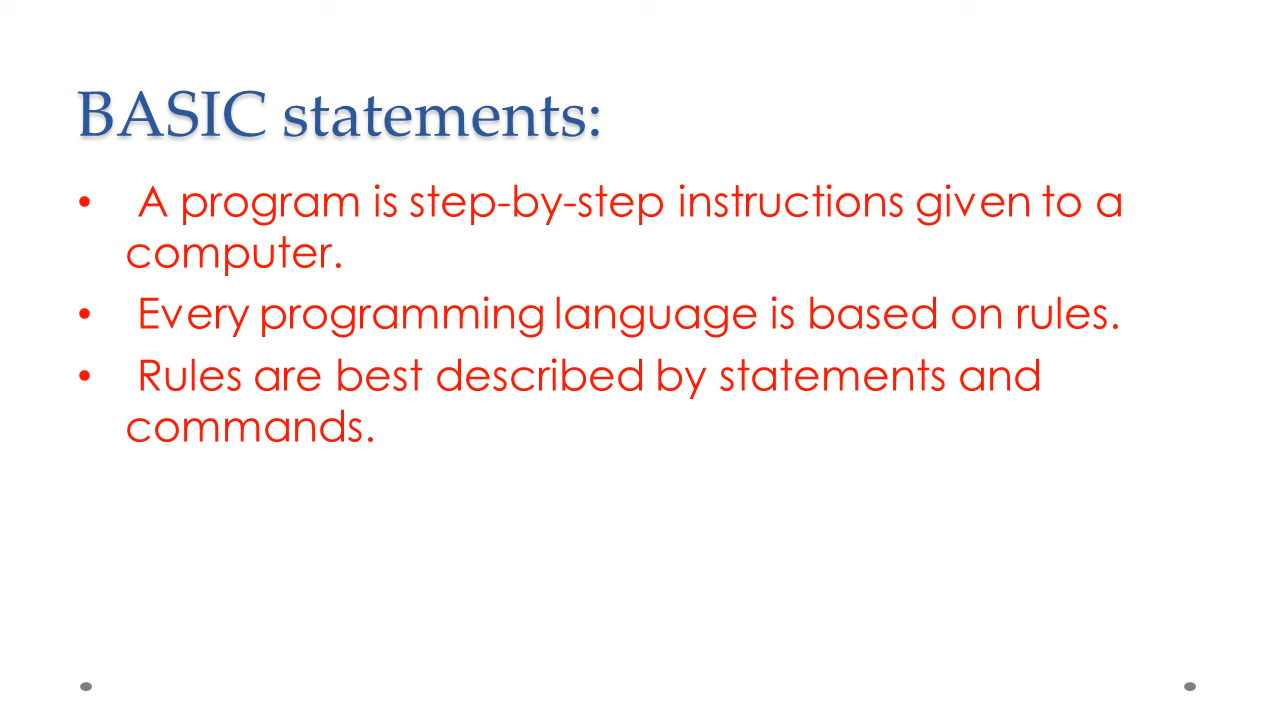 BASIC statements:
• A program is step-by-step instructions given to a
computer.
• Every programming language is based on rules.
• Rules are best described by statements and
commands.